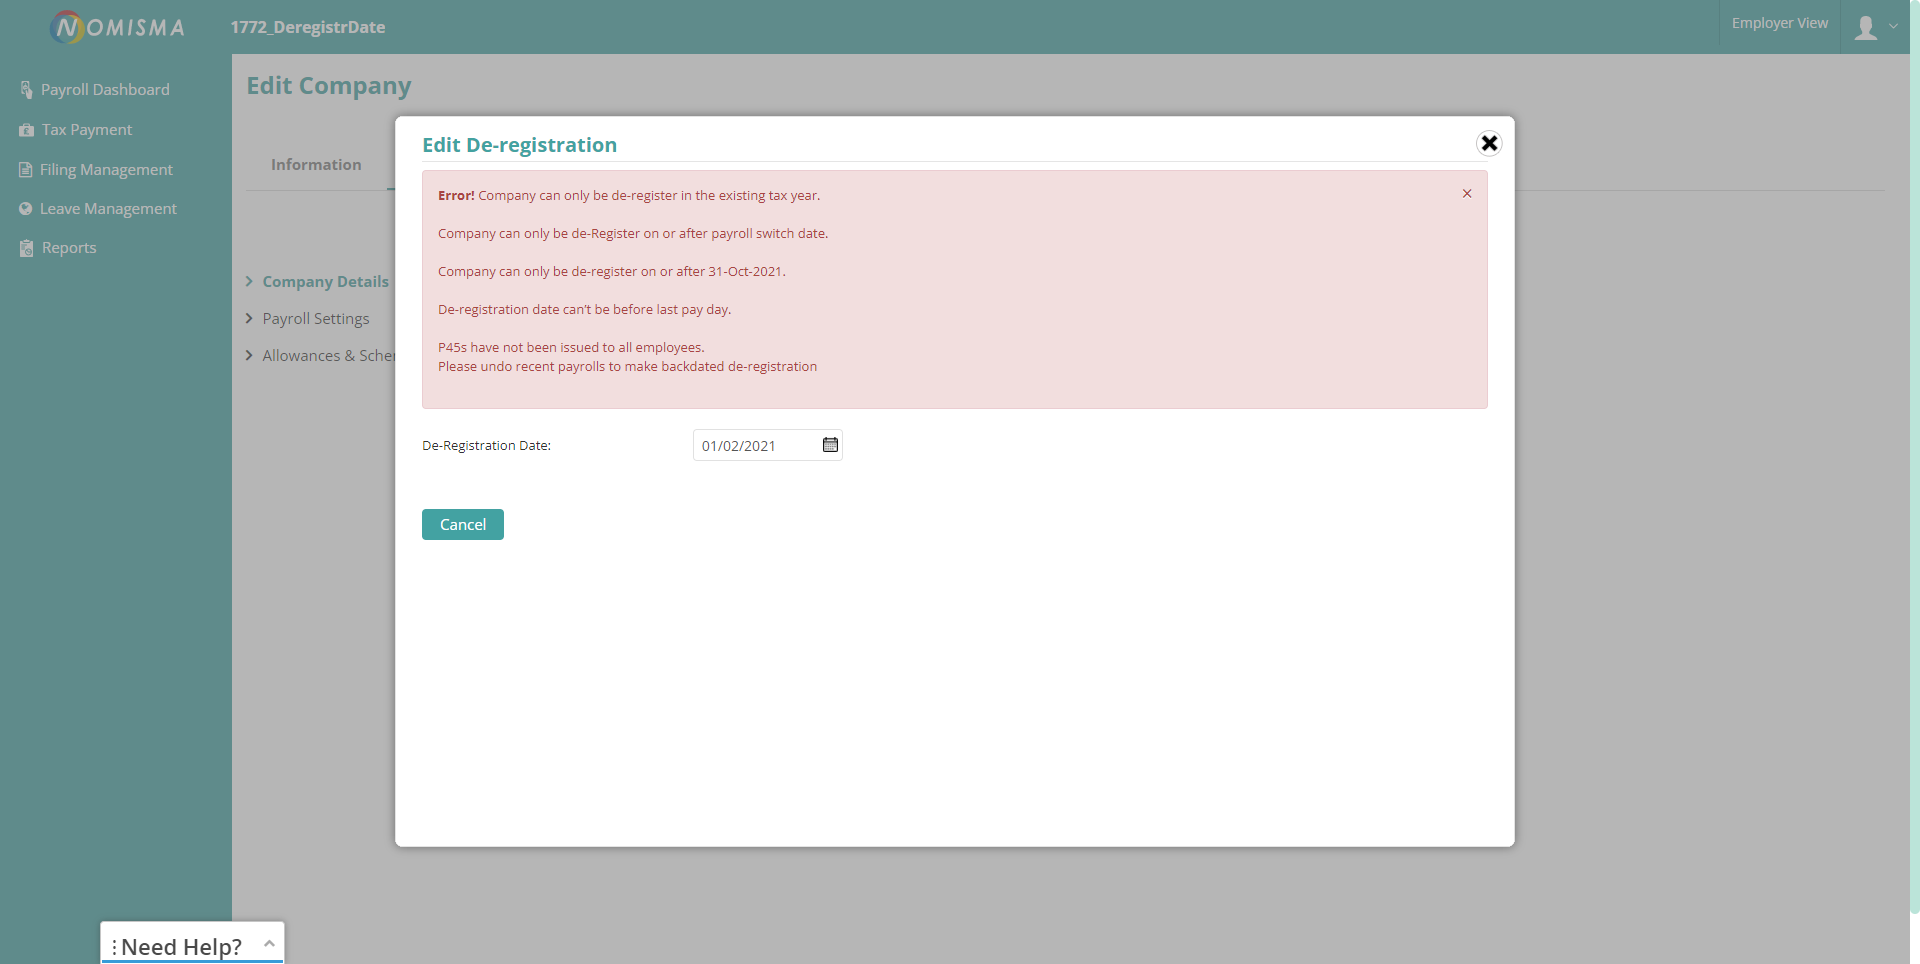 NOMISMA
1772_DeregistrDate
Employer View
Payroll Dashboard
Tax Payment
Filing Management
Leave Management
Reports
Edit Company
Information
Company Details
Payroll Settings
Allowances & Scher
Edit De-registration
Error! Company can only be de-register in the existing tax year.
Company can only be de-Register on or after payroll switch date.
Company can only be de-register on or after 31-Oct-2021.
De-registration date can't be before last pay day.
P45s have not been issued to all employees.
Please undo recent payrolls to make backdated de-registration
De-Registration Date:
01/02/2021
Cancel
Need Help?